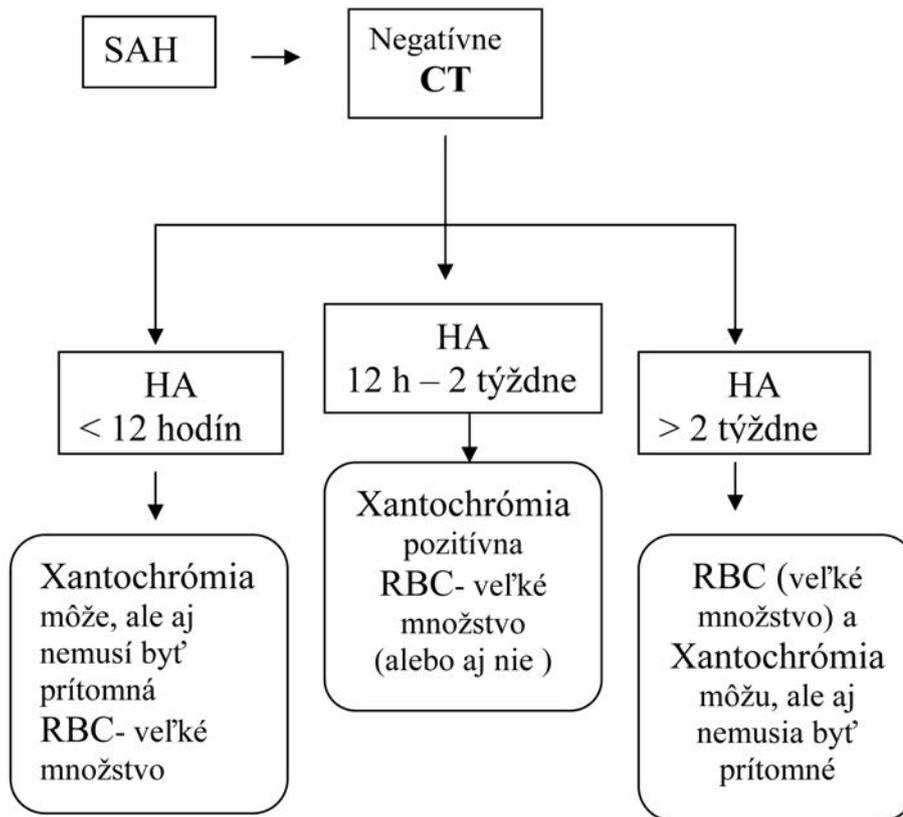 SAH
Negatívne
CT
HA
< 12 hodín
HA
12 h – 2 týždne
HA
> 2 týždne
Xantochrómia
môže, ale aj
nemusí byť
prítomná
RBC- veľké
množstvo
Xantochrómia
pozitívna
RBC- veľké
množstvo
(alebo aj nie )
RBC (veľké
množstvo) a
Xantochrómia
môžu, ale aj
nemusia byť
prítomné